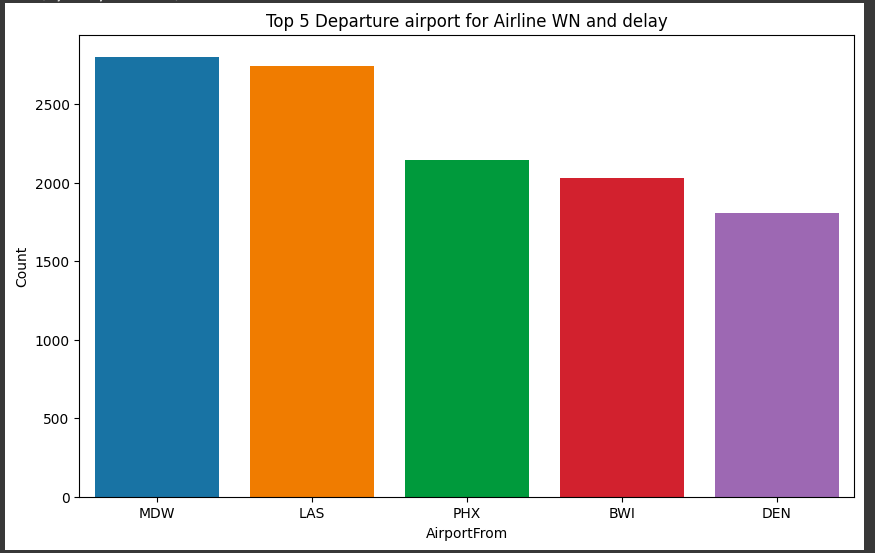 Top 5 Departure airport for Airline WN and delay
Count
2500
2000
1500
1000
500
0
MDW LAS PHX BWI DEN
AirportFrom